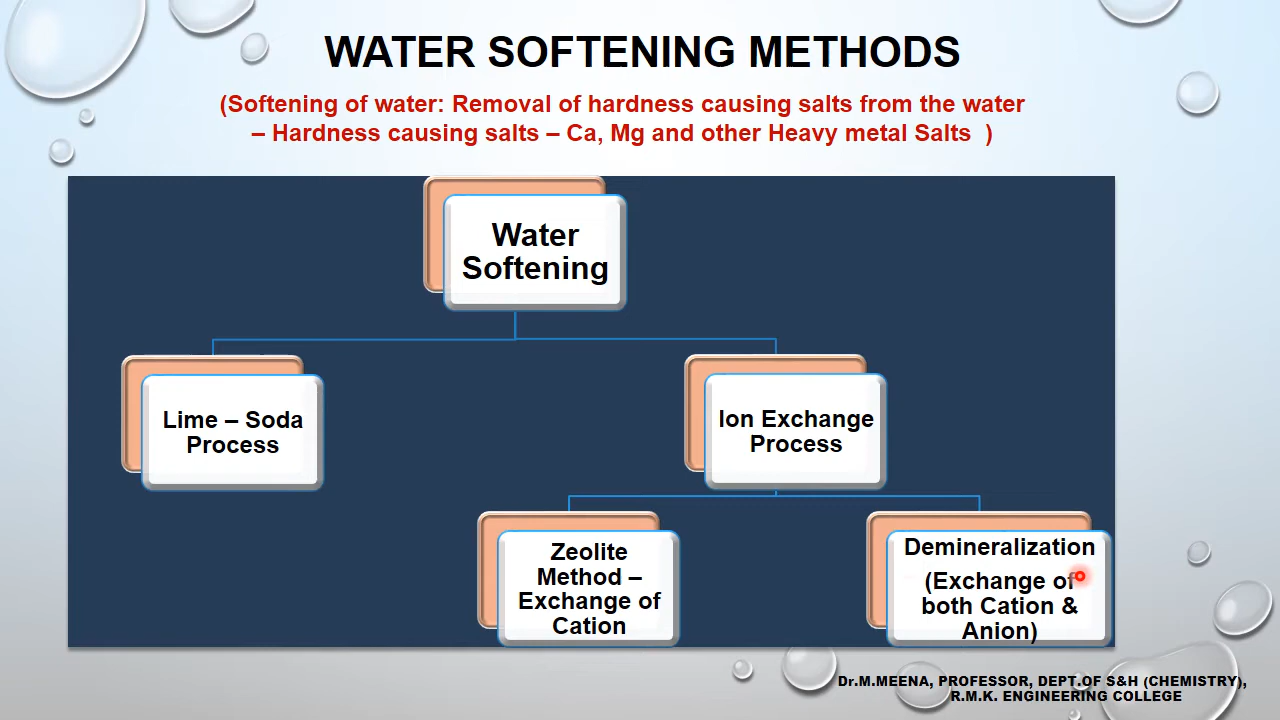 WATER SOFTENING METHODS
(Softening of water: Removal of hardness causing salts from the water
– Hardness causing salts – Ca, Mg and other Heavy metal Salts )
Water
Softening
Lime – Soda
Process
Ion Exchange
Process
Zeolite
Method –
Exchange of
Cation
Demineralization
(Exchange of
both Cation &
Anion)
Dr.M.MEENA, PROFESSOR, DEPT.OF S&H (CHEMISTRY),
R.M.K. ENGINEERING COLLEGE